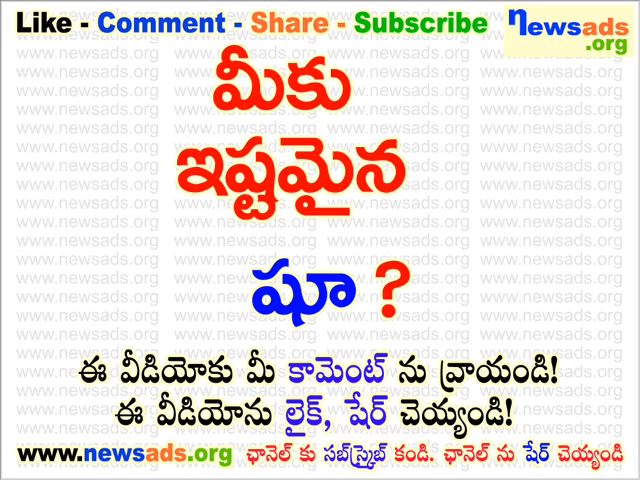 Like - Comment - Share - Subscribe
newsads
.org
మీకు
ఇష్టమైన
షూ ?
ఈ వీడియోకు మీ కామెంట్ ను వ్రాయండి!
ఈ వీడియోను లైక్, షేర్ చెయ్యండి!
www.newsads.org ఛానెల్ కు సబ్‌స్క్రైబ్ కండి. ఛానెల్ ను షేర్ చెయ్యండి